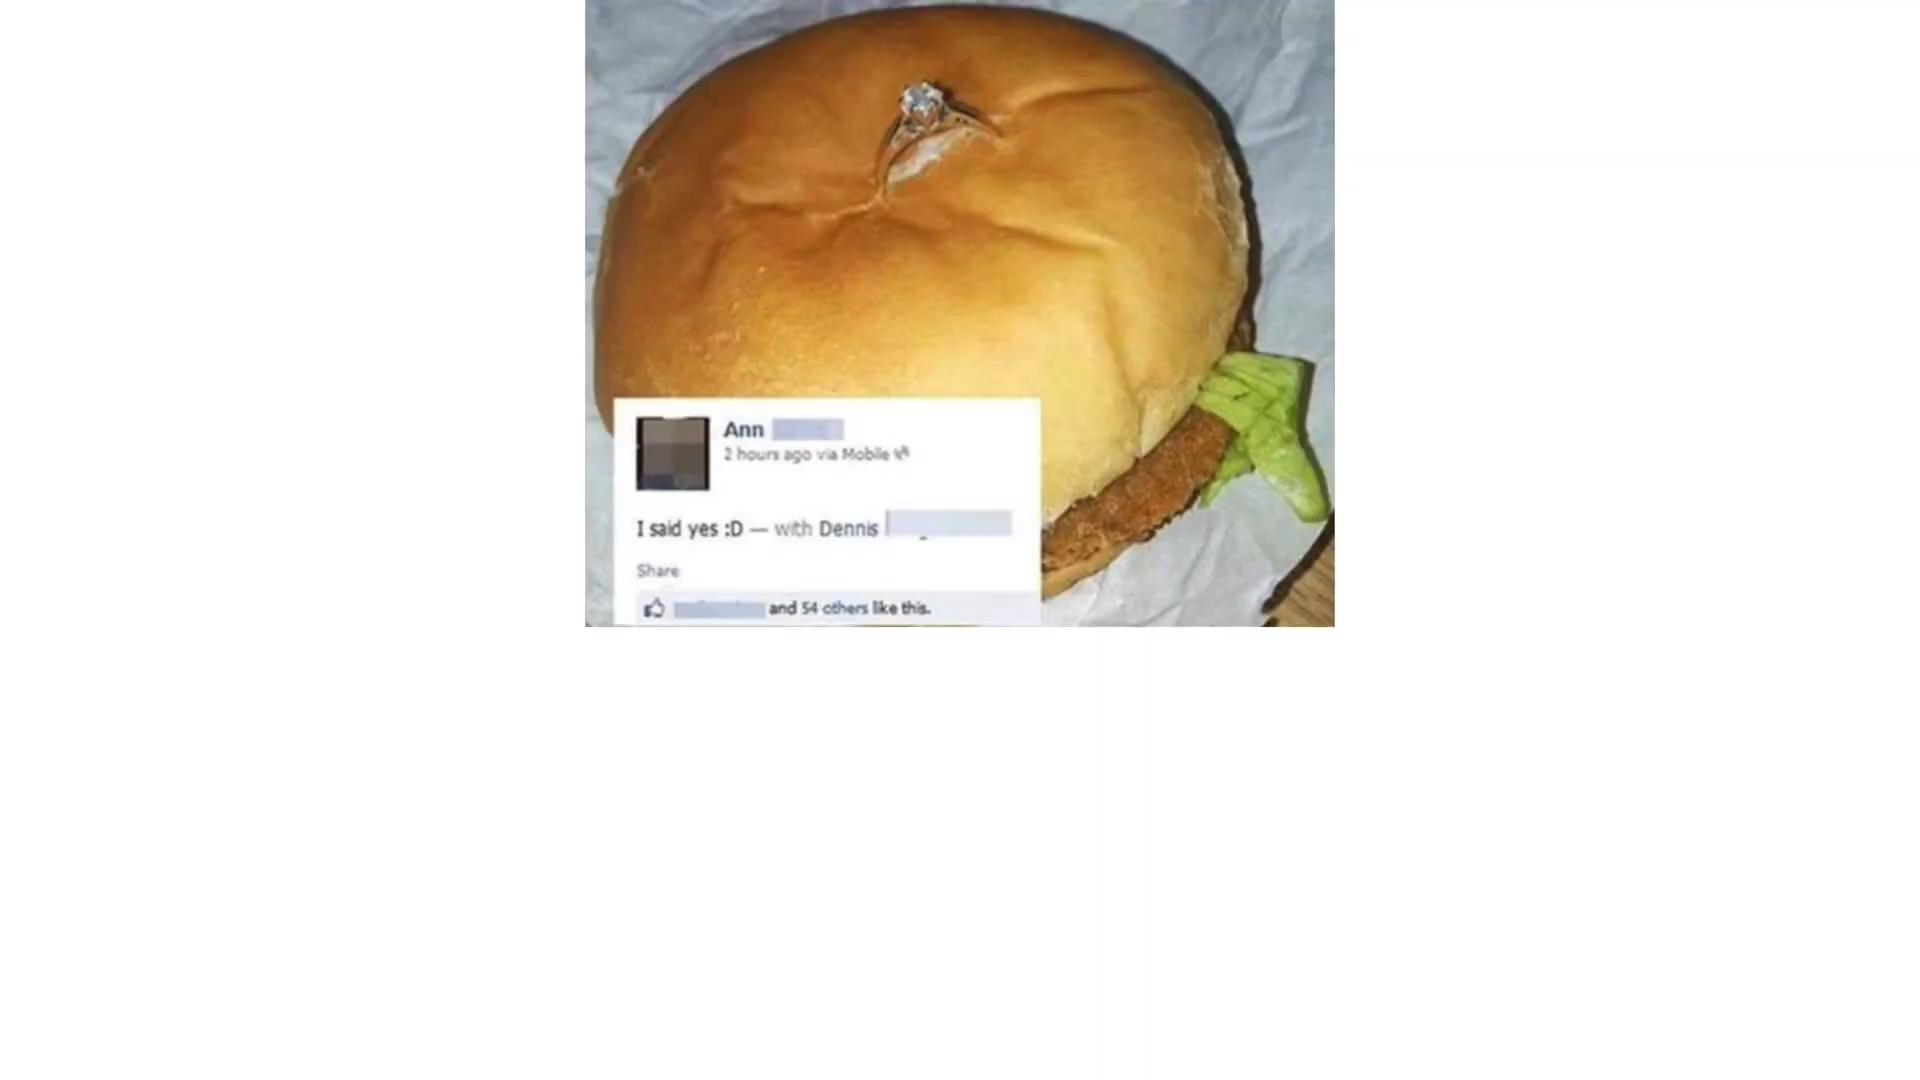 Ann
2 hours ago via Mobile
I said yes :D — with Dennis
Share
and 54 others like this.